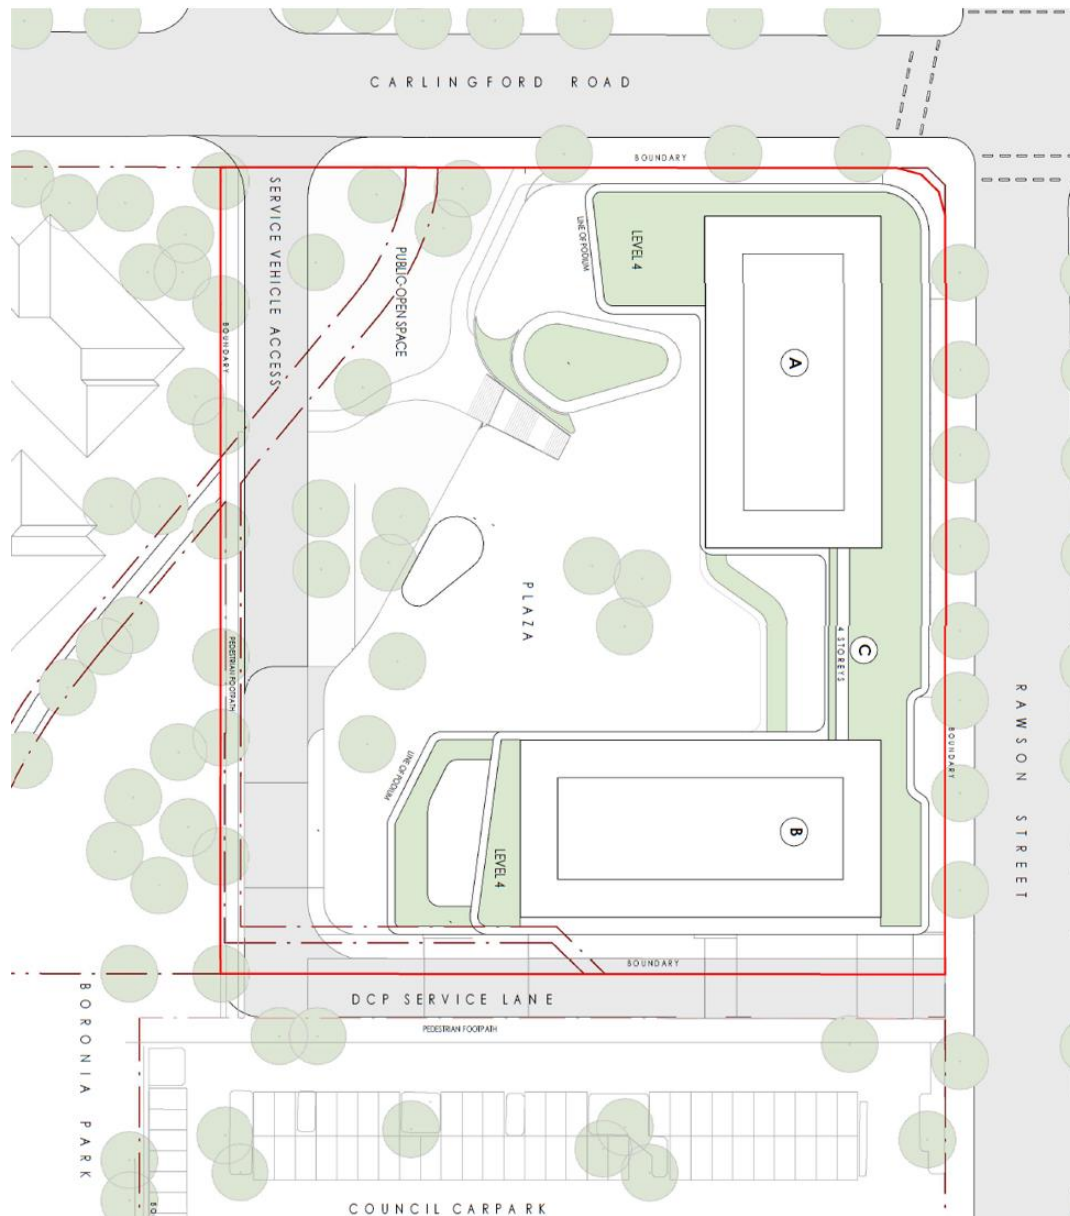 CARLINGFORD ROAD
BOUNDARY
SERVICE VEHICLE ACCESS
PUBLIC OPEN SPACE
LINE OF PODIUM
LEVEL 4
A
BOUNDARY
PLAZA
4 STOREYS
C
PEDESTRIAN FOOTPATH
RAWSON STREET
BOUNDARY
LINE OF PODIUM
LEVEL 4
B
BOUNDARY
DCP SERVICE LANE
PEDESTRIAN FOOTPATH
BORONIA PARK
BO
COUNCIL CARPARK